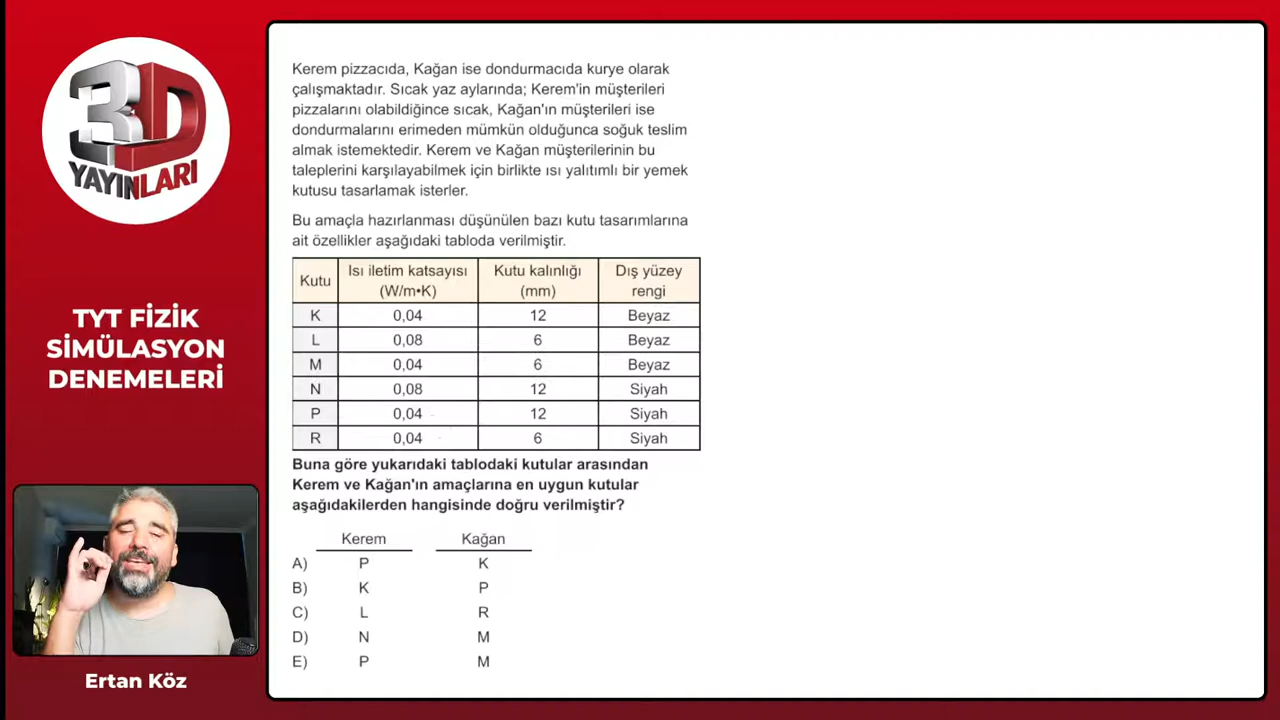 3D
YAYINLARI
TYT FİZİK
SİMÜLASYON
DENEMELERİ
Ertan Köz
Kerem pizzacıda, Kağan ise dondurmacıda kurye olarak
çalışmaktadır. Sıcak yaz aylarında; Kerem'in müşterileri
pizzalarını olabildiğince sıcak, Kağan'ın müşterileri ise
dondurmalarını erimeden mümkün olduğunca soğuk teslim
almak istemektedir. Kerem ve Kağan müşterilerinin bu
taleplerini karşılayabilmek için birlikte ısı yalıtımlı bir yemek
kutusu tasarlamak isterler.
Bu amaçla hazırlanması düşünülen bazı kutu tasarımlarına
ait özellikler aşağıdaki tabloda verilmiştir.
Kutu Isı iletim katsayısı (W/m•K) Kutu kalınlığı (mm) Dış yüzey rengi
K 0,04 12 Beyaz
L 0,08 6 Beyaz
M 0,04 6 Beyaz
N 0,08 12 Siyah
P 0,04 12 Siyah
R 0,04 6 Siyah
Buna göre yukarıdaki tablodaki kutular arasından
Kerem ve Kağan'ın amaçlarına en uygun kutular
aşağıdakilerden hangisinde doğru verilmiştir?
Kerem Kağan
A) P K
B) K P
C) L R
D) N M
E) P M